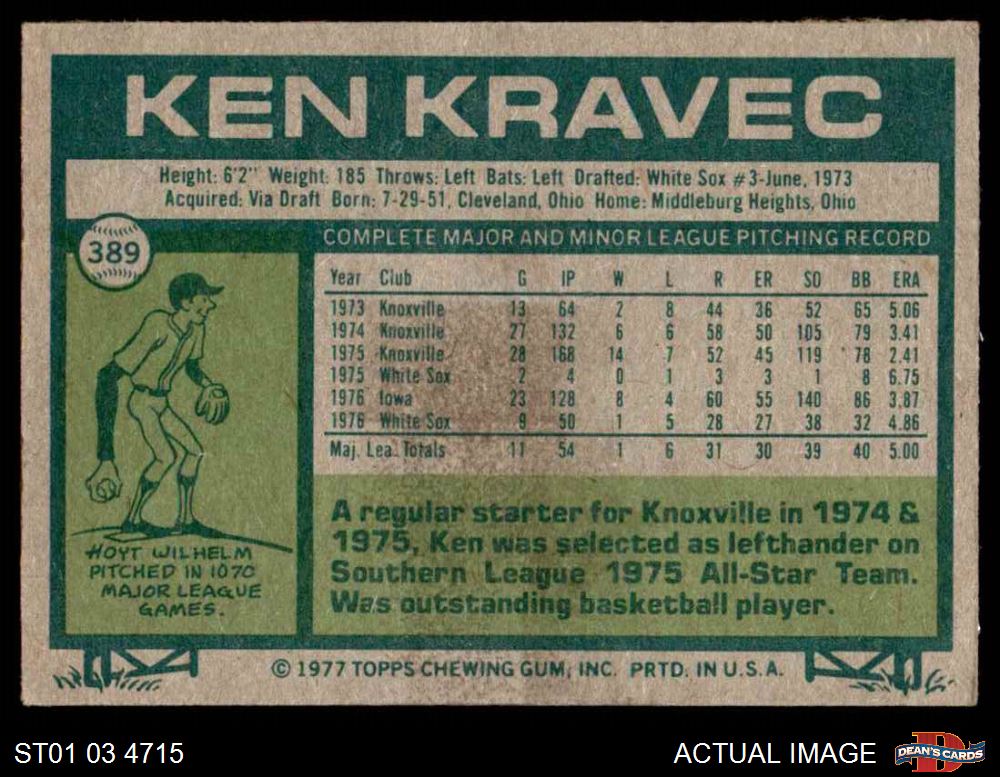 KEN KRAVEC
Height: 6'2" Weight: 185 Throws: Left Bats: Left Drafted: White Sox #3-June, 1973
Acquired: Via Draft Born: 7-29-51, Cleveland, Ohio Home: Middleburg Heights, Ohio
389
COMPLETE MAJOR AND MINOR LEAGUE PITCHING RECORD
Year Club G IP W L R ER SO BB ERA
1973 Knoxville 13 64 2 8 44 36 52 65 5.06
1974 Knoxville 27 132 6 6 58 50 105 79 3.41
1975 Knoxville 28 168 14 7 52 45 119 78 2.41
1975 White Sox 2 4 0 1 3 3 1 8 6.75
1976 Iowa 23 128 8 4 60 55 140 86 3.87
1976 White Sox 9 50 1 5 28 27 38 32 4.86
Maj. Lea. Totals 11 54 1 6 31 30 39 40 5.00
HOYT WILHELM
PITCHED IN 1070
MAJOR LEAGUE
GAMES.
A regular starter for Knoxville in 1974 &
1975, Ken was selected as lefthander on
Southern League 1975 All-Star Team.
Was outstanding basketball player.
© 1977 TOPPS CHEWING GUM, INC. PRTD. IN U.S.A.
ST01 03 4715
ACTUAL IMAGE
D
DEAN'S CARDS